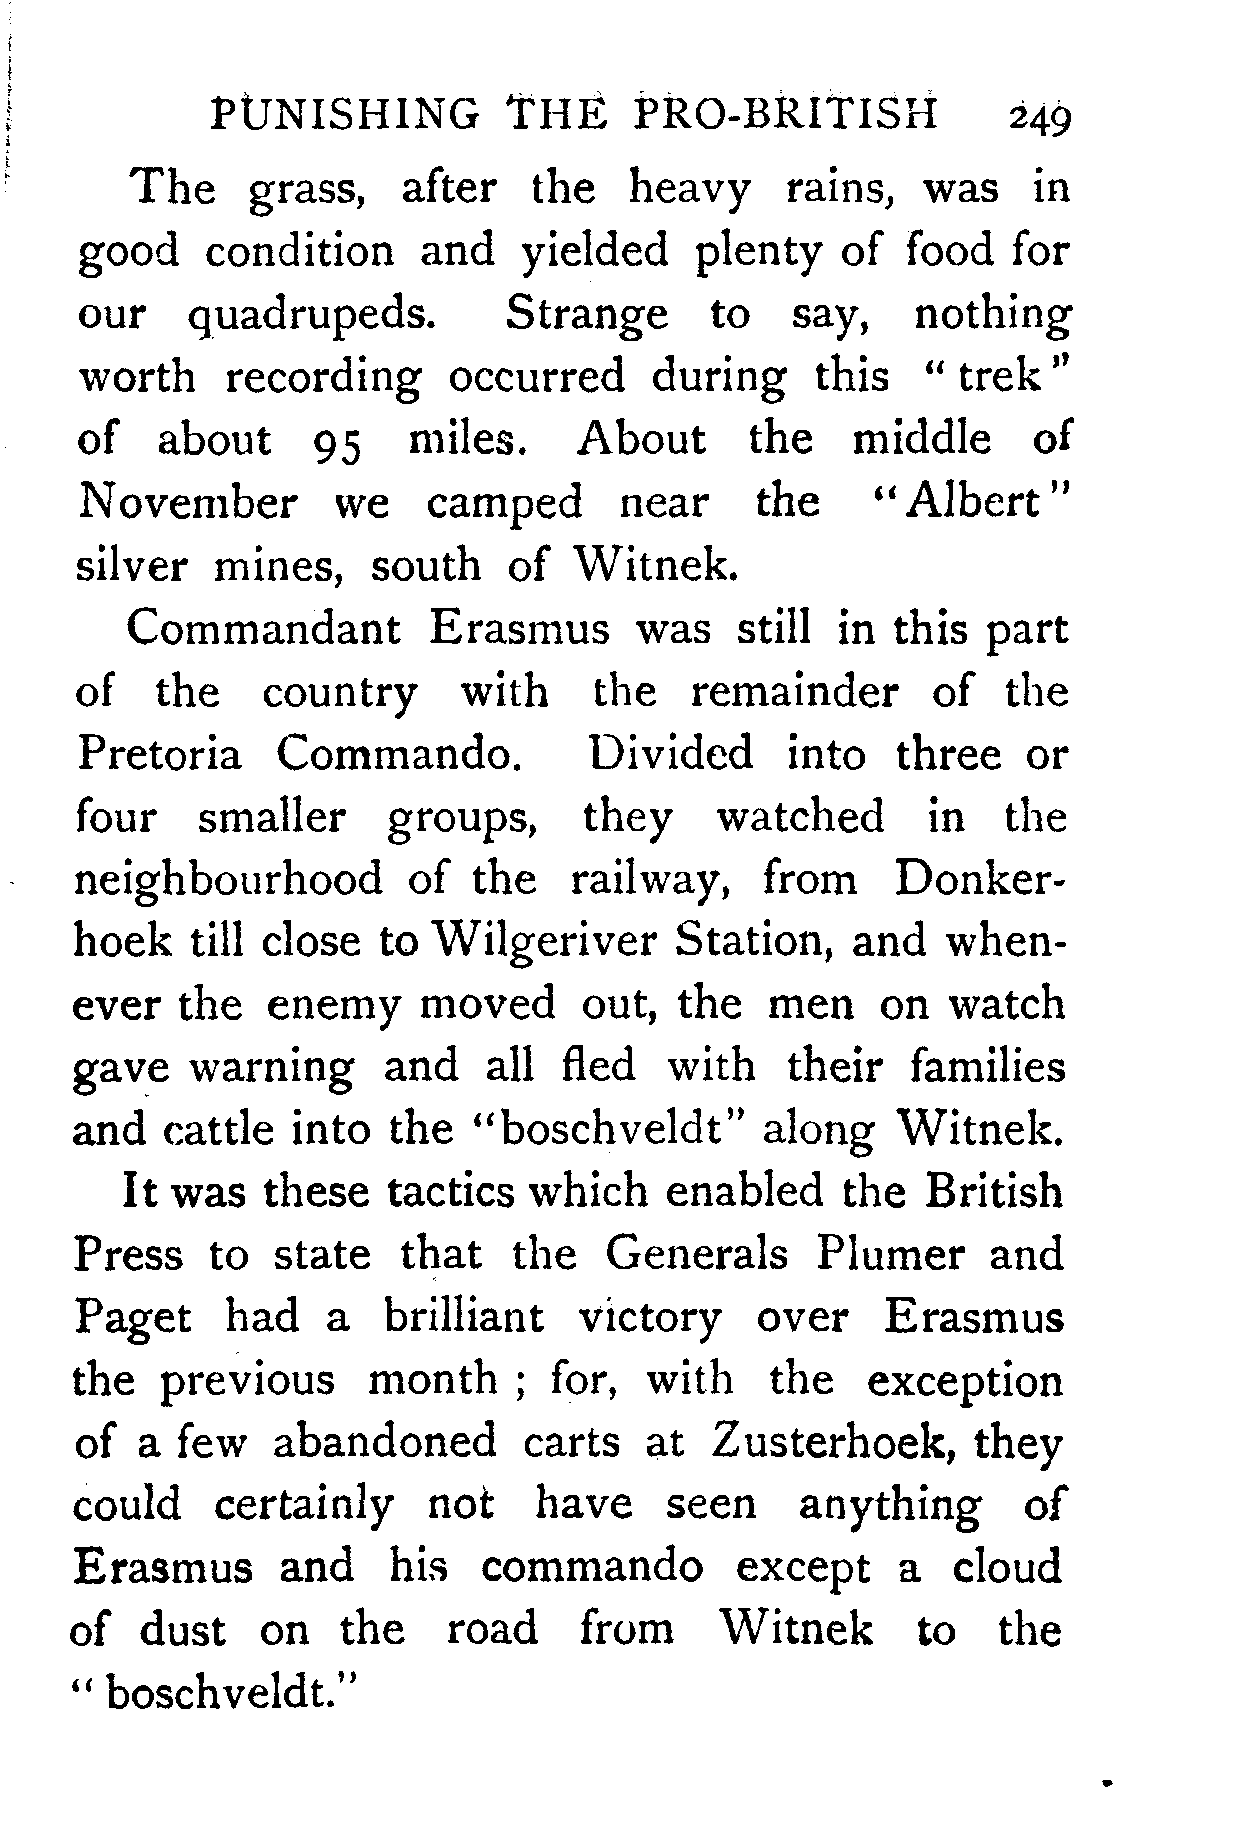 PUNISHING THE PRO-BRITISH 249
The grass, after the heavy rains, was in
good condition and yielded plenty of food for
our quadrupeds. Strange to say, nothing
worth recording occurred during this “ trek ”
of about 95 miles. About the middle of
November we camped near the “ Albert ”
silver mines, south of Witnek.
Commandant Erasmus was still in this part
of the country with the remainder of the
Pretoria Commando. Divided into three or
four smaller groups, they watched in the
neighbourhood of the railway, from Donker-
hoek till close to Wilgeriver Station, and when-
ever the enemy moved out, the men on watch
gave warning and all fled with their families
and cattle into the “boschveldt” along Witnek.
It was these tactics which enabled the British
Press to state that the Generals Plumer and
Paget had a brilliant victory over Erasmus
the previous month ; for, with the exception
of a few abandoned carts at Zusterhoek, they
could certainly not have seen anything of
Erasmus and his commando except a cloud
of dust on the road from Witnek to the
“ boschveldt.”